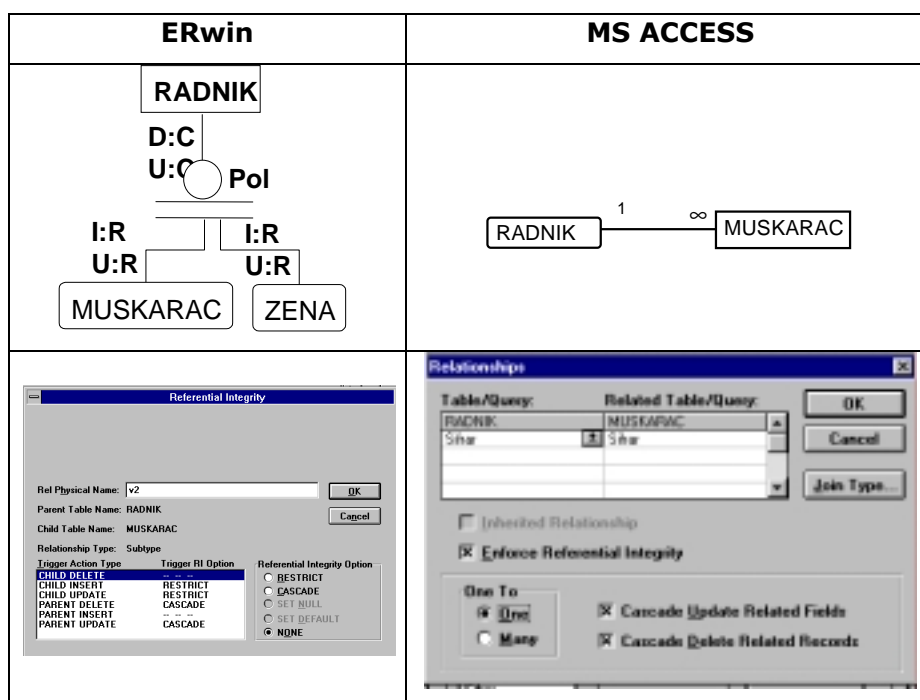 ERwin
MS ACCESS
RADNIK
D:C
U:C
Pol
I:R
I:R
U:R
U:R
MUSKARAC
ZENA
1
∞
RADNIK
MUSKARAC
Referential Integrity
Rel Physical Name: v2
OK
Parent Table Name: RADNIK
Cancel
Child Table Name: MUSKARAC
Relationship Type: Subtype
Trigger Action Type Trigger RI Option Referential Integrity Option
CHILD DELETE -- -- --
CHILD INSERT RESTRICT
CHILD UPDATE RESTRICT
PARENT DELETE CASCADE
PARENT INSERT -- -- --
PARENT UPDATE CASCADE
RESTRICT
CASCADE
SET NULL
SET DEFAULT
NONE
Relationships
Table/Query: Related Table/Query:
OK
RADNIK MUSKARAC
Sifrar Sifrar
Cancel
Join Type...
Inherited Relationship
Enforce Referential Integrity
One To
One
Cascade Update Related Fields
Many
Cascade Delete Related Records